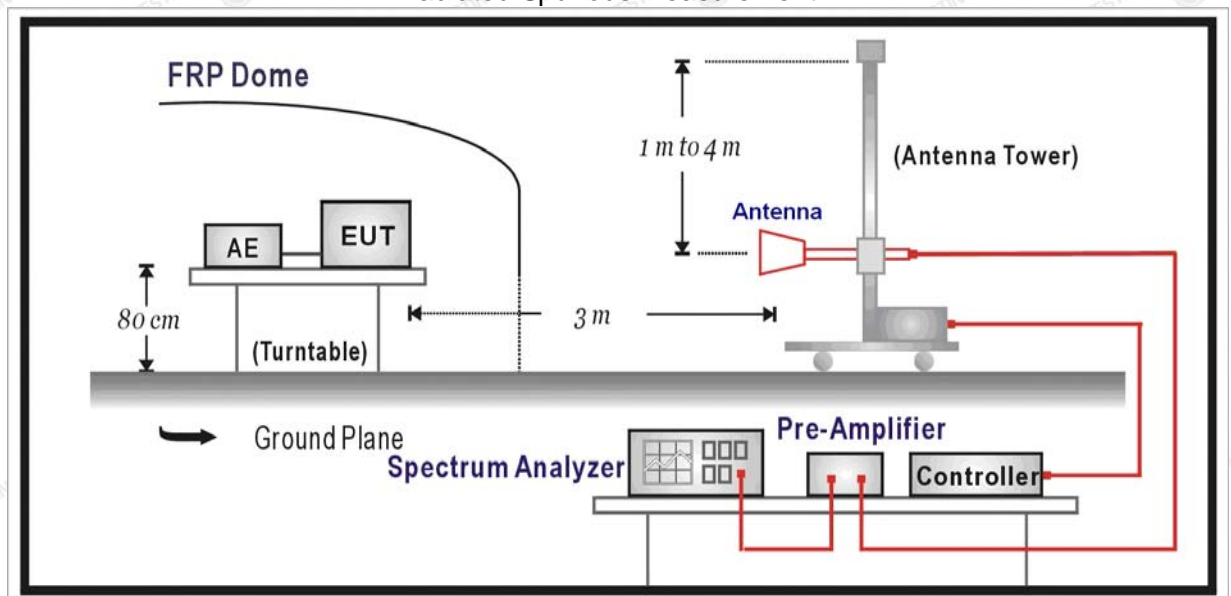 FRP Dome
1 m to 4 m
(Antenna Tower)
Antenna
AE
EUT
80 cm
3 m
(Turntable)
Ground Plane
Pre-Amplifier
Spectrum Analyzer
Controller